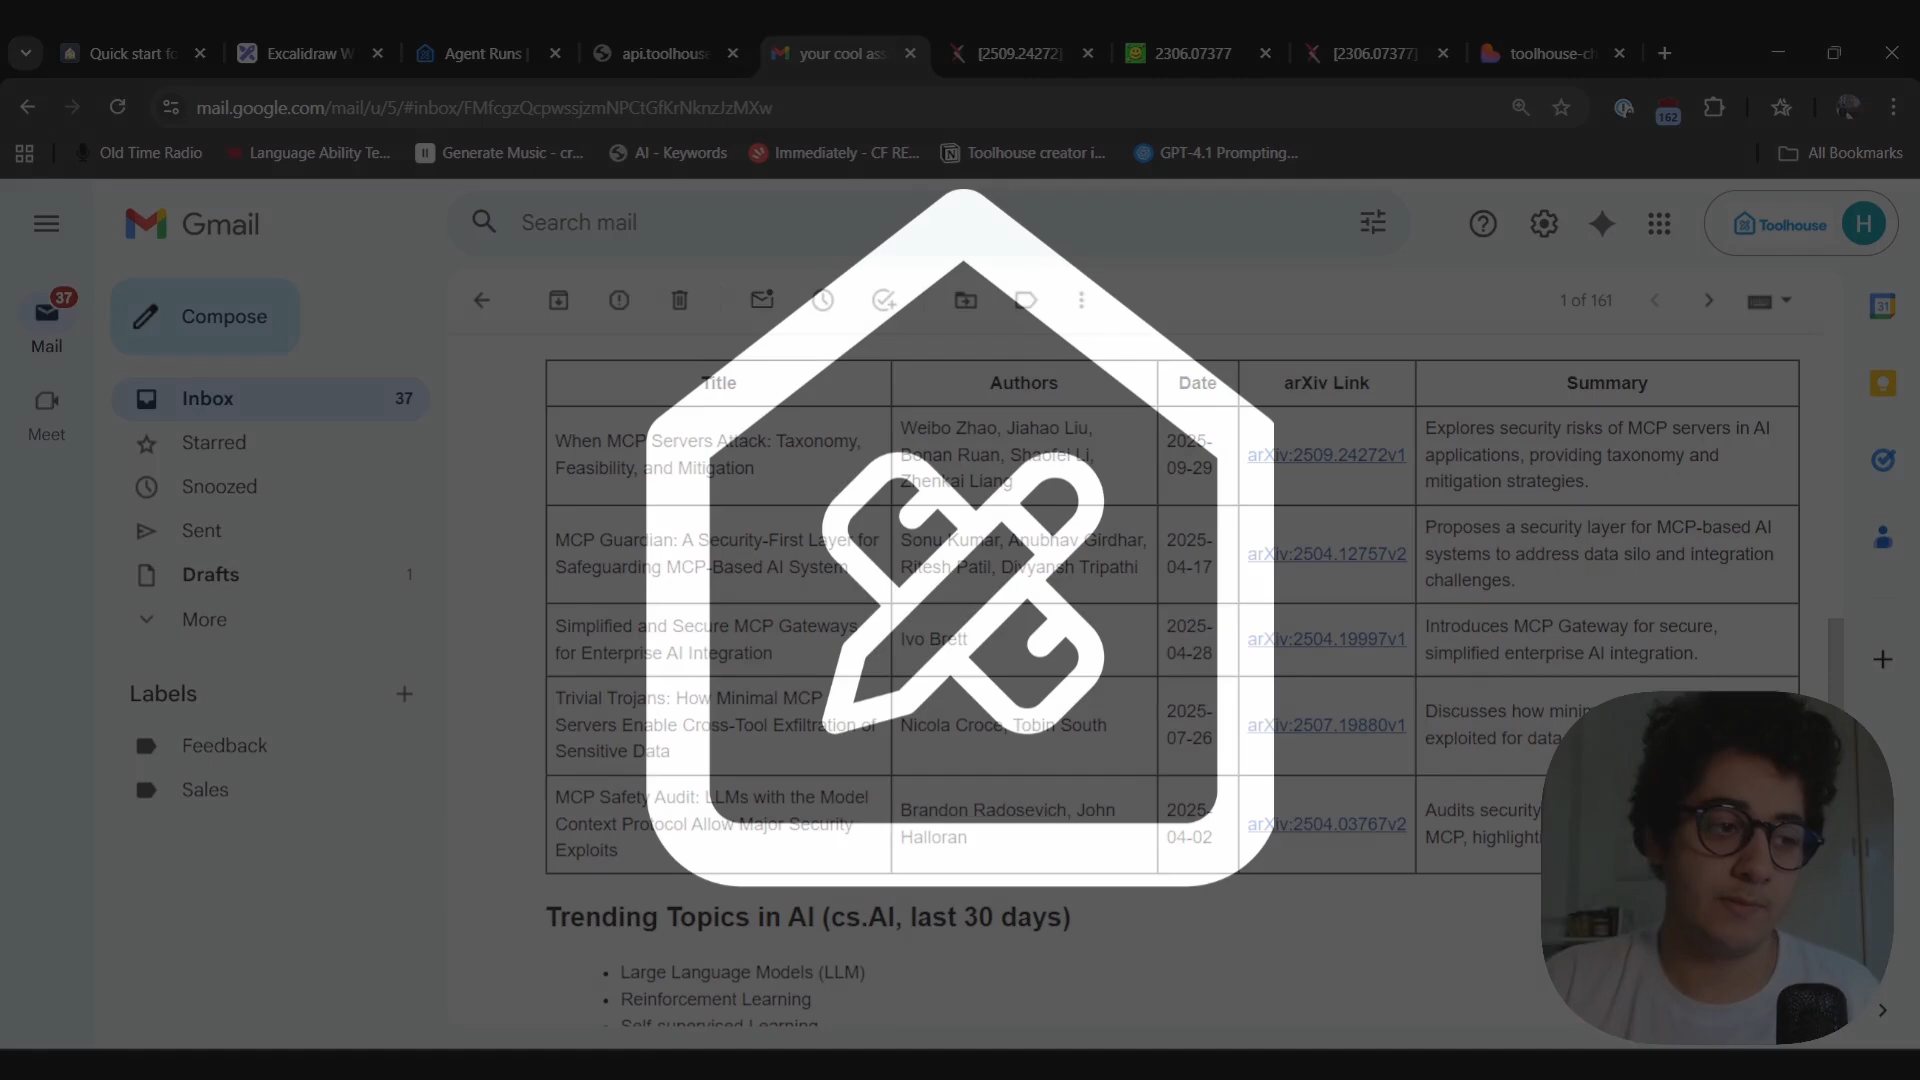 Quick start fo
Excalidraw W
Agent Runs |
api.toolhouse
your cool ass
[2509.24272]
2306.07377
[2306.07377]
toolhouse-ch
mail.google.com/mail/u/5/#inbox/FMfcgzQcpwssjzmNPCtGfKrNknzJzMXw
162
Old Time Radio
Language Ability Te...
Generate Music - cr...
AI - Keywords
Immediately - CF RE...
Toolhouse creator i...
GPT-4.1 Prompting...
All Bookmarks
Gmail
Search mail
Toolhouse
H
37
Mail
Meet
Compose
Inbox 37
Starred
Snoozed
Sent
Drafts 1
More
Labels
Feedback
Sales
1 of 161
31
Title Authors Date arXiv Link Summary
When MCP Servers Attack: Taxonomy,
Feasibility, and Mitigation
Weibo Zhao, Jiahao Liu,
Bonan Ruan, Shaofei Li,
Zhenkai Liang
2025-
09-29
arXiv:2509.24272v1
Explores security risks of MCP servers in AI
applications, providing taxonomy and
mitigation strategies.
MCP Guardian: A Security-First Layer for
Safeguarding MCP-Based AI System
Sonu Kumar, Anubhav Girdhar,
Ritesh Patil, Divyansh Tripathi
2025-
04-17
arXiv:2504.12757v2
Proposes a security layer for MCP-based AI
systems to address data silo and integration
challenges.
Simplified and Secure MCP Gateways
for Enterprise AI Integration
Ivo Brett
2025-
04-28
arXiv:2504.19997v1
Introduces MCP Gateway for secure,
simplified enterprise AI integration.
Trivial Trojans: How Minimal MCP
Servers Enable Cross-Tool Exfiltration of
Sensitive Data
Nicola Croce, Tobin South
2025-
07-26
arXiv:2507.19880v1
Discusses how minim
exploited for data
MCP Safety Audit: LLMs with the Model
Context Protocol Allow Major Security
Exploits
Brandon Radosevich, John
Halloran
2025-
04-02
arXiv:2504.03767v2
Audits security
MCP, highlight
Trending Topics in AI (cs.AI, last 30 days)
Large Language Models (LLM)
Reinforcement Learning
Self-supervised Learning